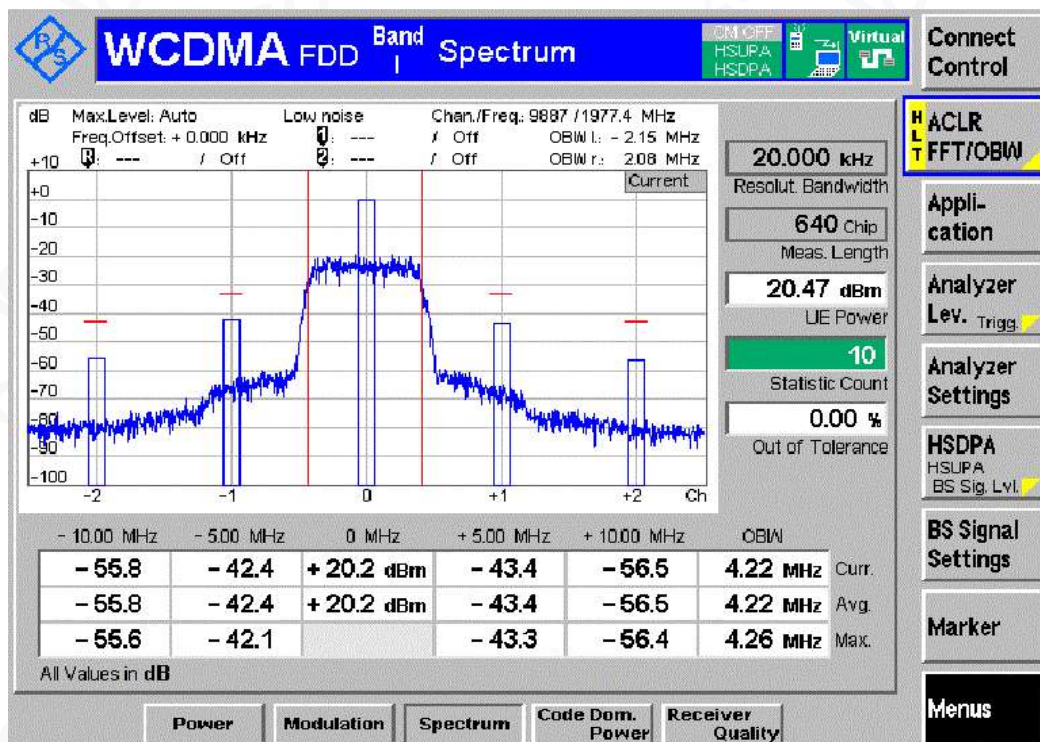 R&S
WCDMA FDD Band I Spectrum
CM OFF
HSUPA
HSDPA
Virtual
Connect Control
dB Max.Level: Auto Low noise Chan./Freq.: 9887 /1977.4 MHz
Freq.Offset: + 0.000 kHz 1: --- / Off OBW l.: - 2.15 MHz
R: --- / Off 2: --- / Off OBW r.: 2.08 MHz
Current
+10
+0
-10
-20
-30
-40
-50
-60
-70
-80
-90
-100
-2 -1 0 +1 +2 Ch
20.000 kHz
Resolut. Bandwidth
640 Chip
Meas. Length
20.47 dBm
UE Power
10
Statistic Count
0.00 %
Out of Tolerance
- 10.00 MHz - 5.00 MHz 0 MHz + 5.00 MHz + 10.00 MHz OBW
- 55.8 - 42.4 + 20.2 dBm - 43.4 - 56.5 4.22 MHz Curr.
- 55.8 - 42.4 + 20.2 dBm - 43.4 - 56.5 4.22 MHz Avg.
- 55.6 - 42.1 - 43.3 - 56.4 4.26 MHz Max.
All Values in dB
HLT
ACLR
FFT/OBW
Appli-
cation
Analyzer
Lev. Trigg.
Analyzer
Settings
HSDPA
HSUPA
BS Sig. Lvl.
BS Signal
Settings
Marker
Menus
Power
Modulation
Spectrum
Code Dom.
Power
Receiver
Quality